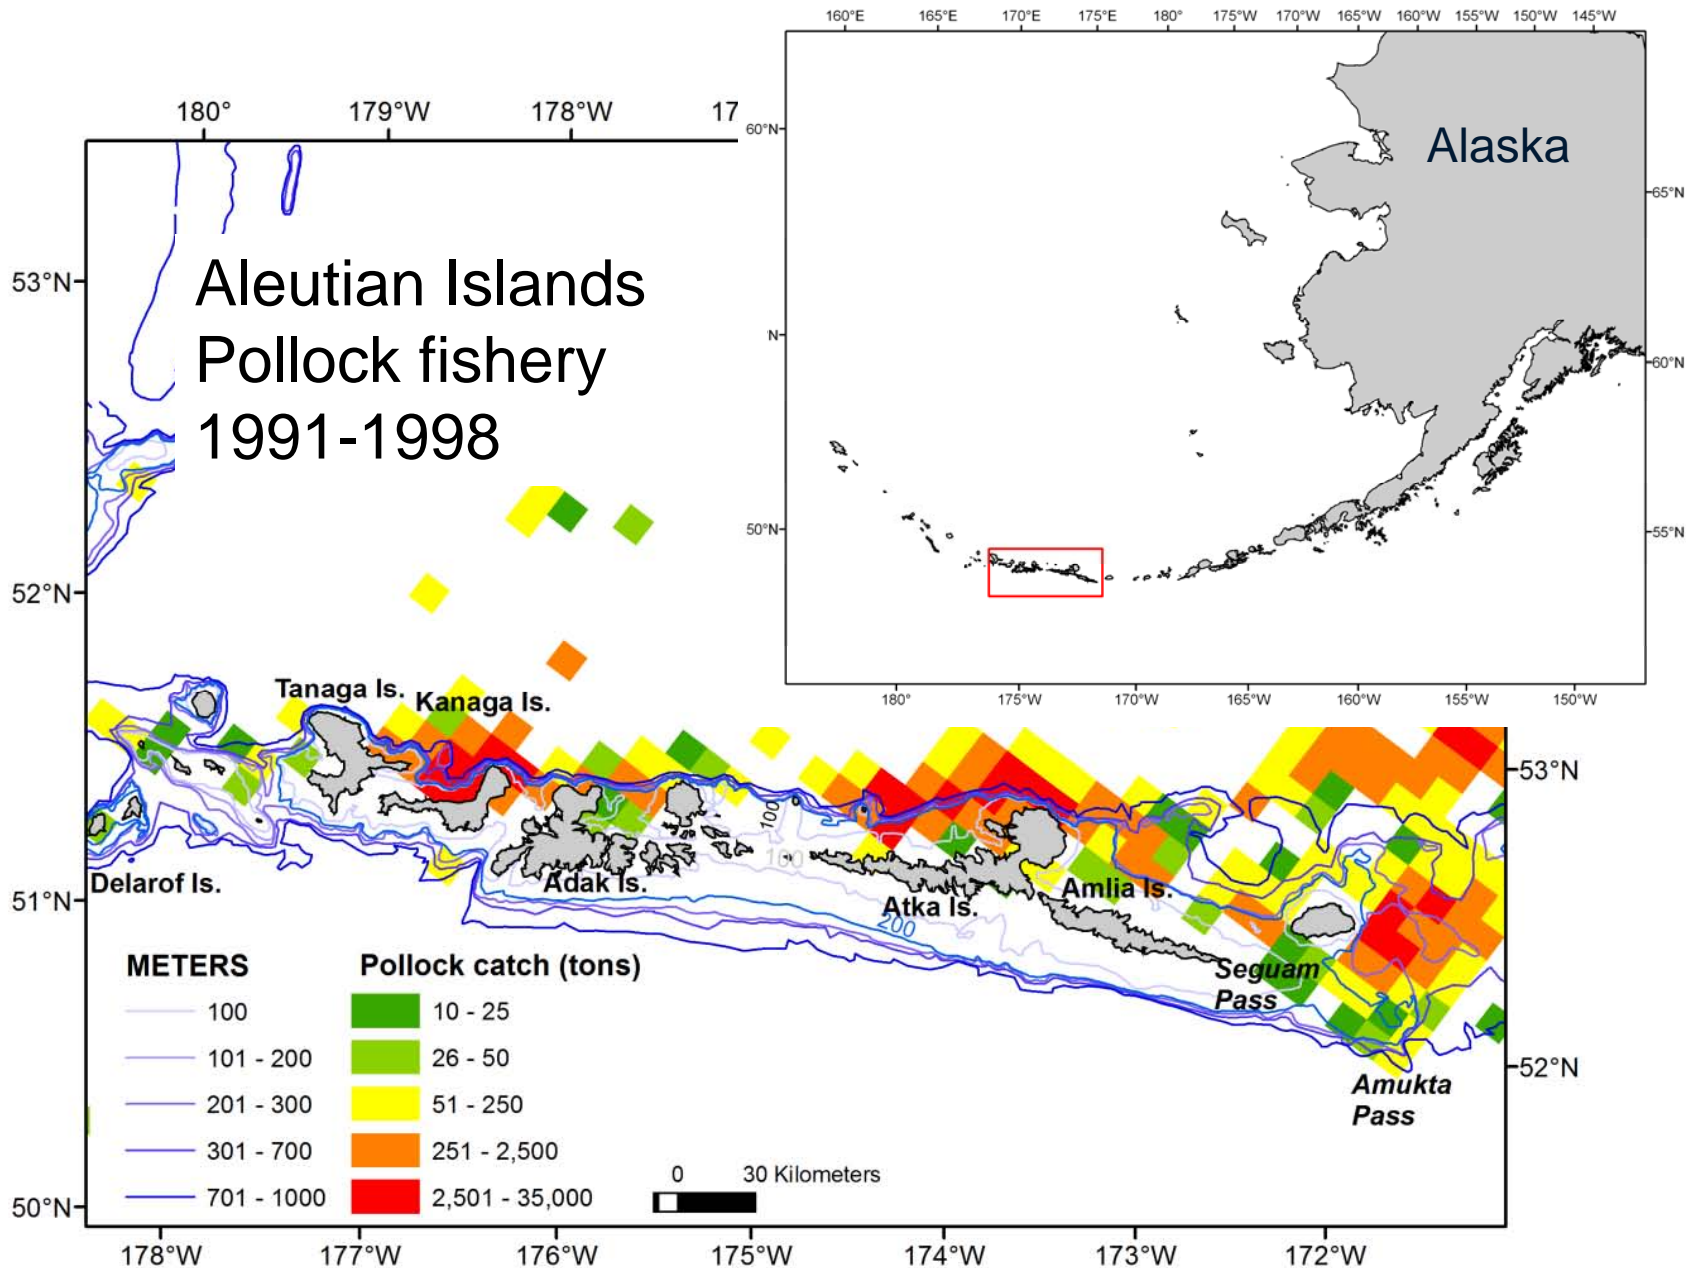 160°E 165°E 170°E 175°E 180° 175°W 170°W 165°W 160°W 155°W 150°W 145°W
180° 179°W 178°W 17
60°N
Alaska
65°N
53°N
Aleutian Islands
Pollock fishery
1991-1998
N
60°N
50°N
55°N
52°N
180° 175°W 170°W 165°W 160°W 155°W 150°W
Tanaga Is. Kanaga Is.
53°N
100
100
Delarof Is.
Adak Is.
Amlia Is.
Atka Is.
51°N
200
METERS
100
101 - 200
201 - 300
301 - 700
701 - 1000
Pollock catch (tons)
10 - 25
26 - 50
51 - 250
251 - 2,500
2,501 - 35,000
Seguam
Pass
52°N
Amukta
Pass
0 30 Kilometers
50°N
178°W 177°W 176°W 175°W 174°W 173°W 172°W